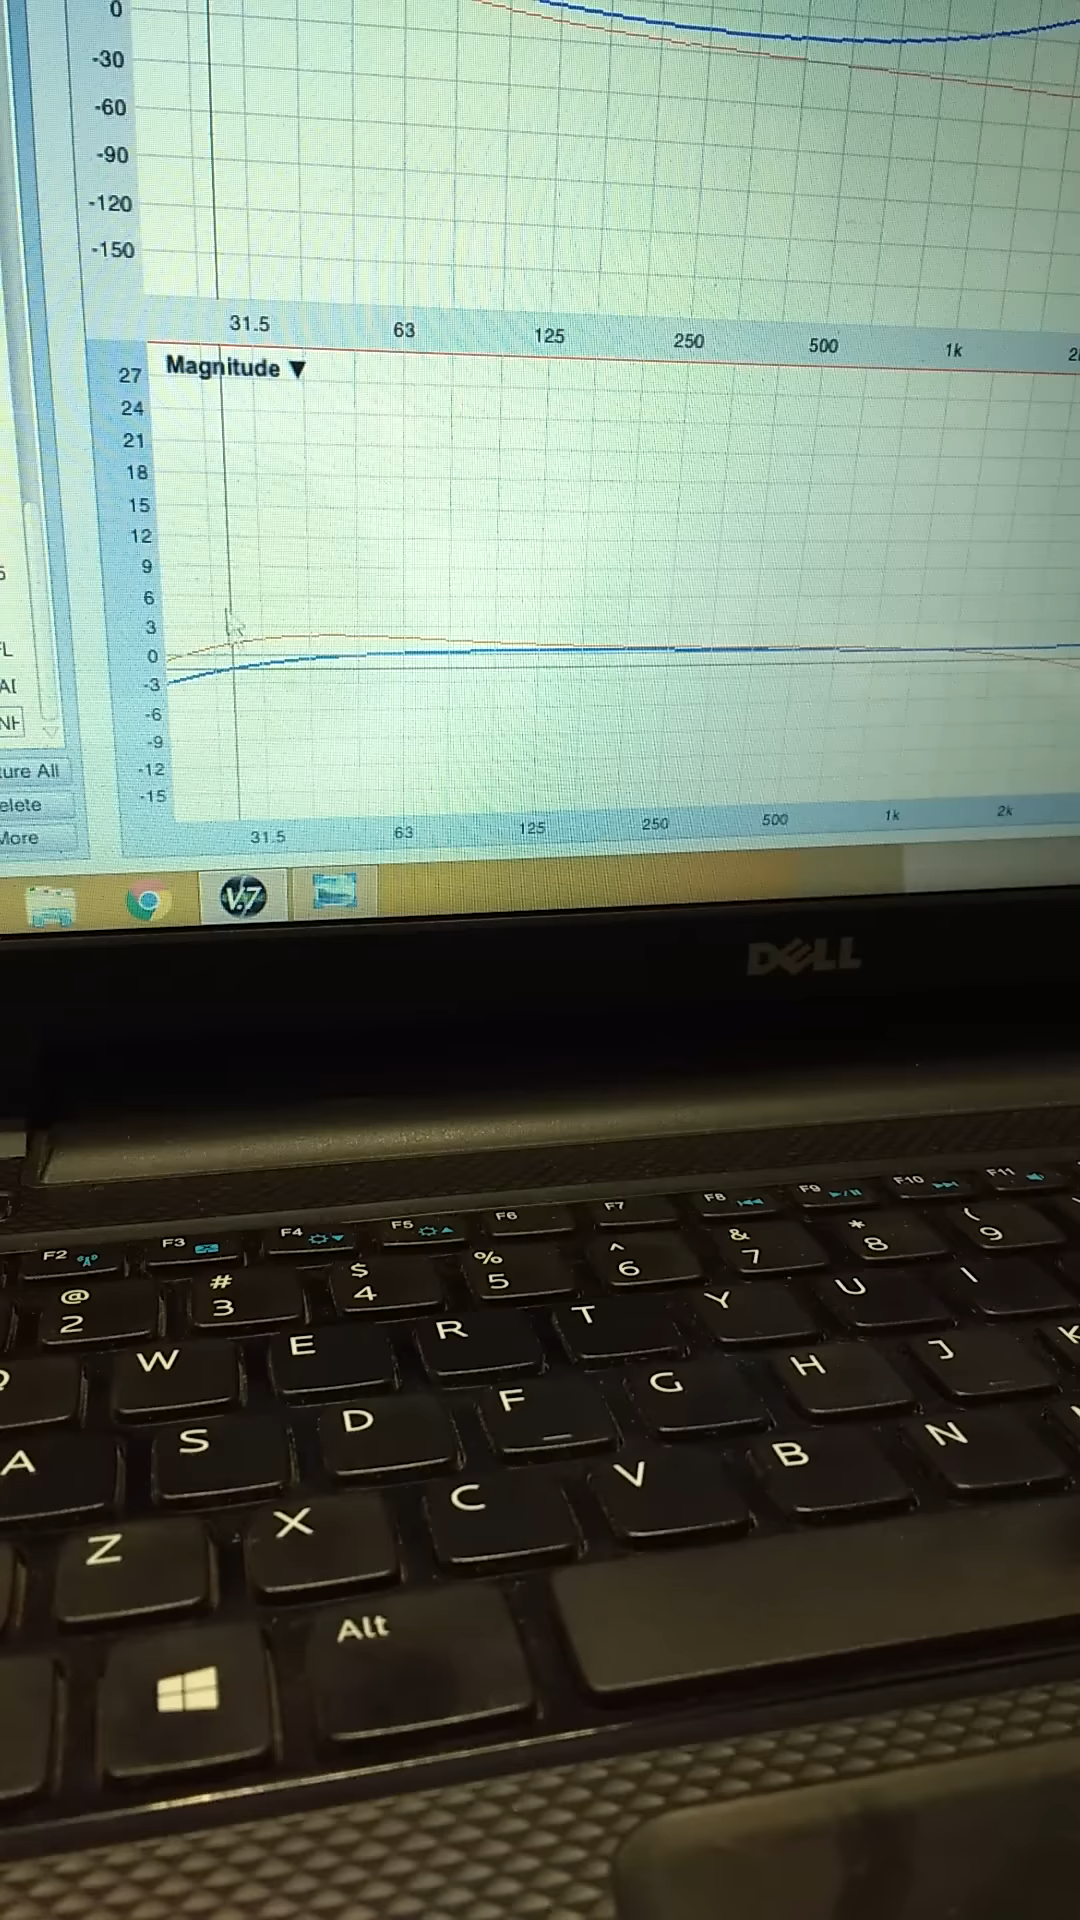 0
-30
-60
-90
-120
-150
31.5 63 125 250 500 1k
Magnitude ▼
27
24
21
18
15
12
9
6
3
0
-3
-6
-9
-12
-15
31.5 63 125 250 500 1k 2k
ure All
elete
More
V.7
DELL
F2 F3 F4 F5 F6 F7 F8 F9 F10 F11
@ # $ % ^ & * (
2 3 4 5 6 7 8 9
W E R T Y U I
A S D F G H J K
Z X C V B N
Alt